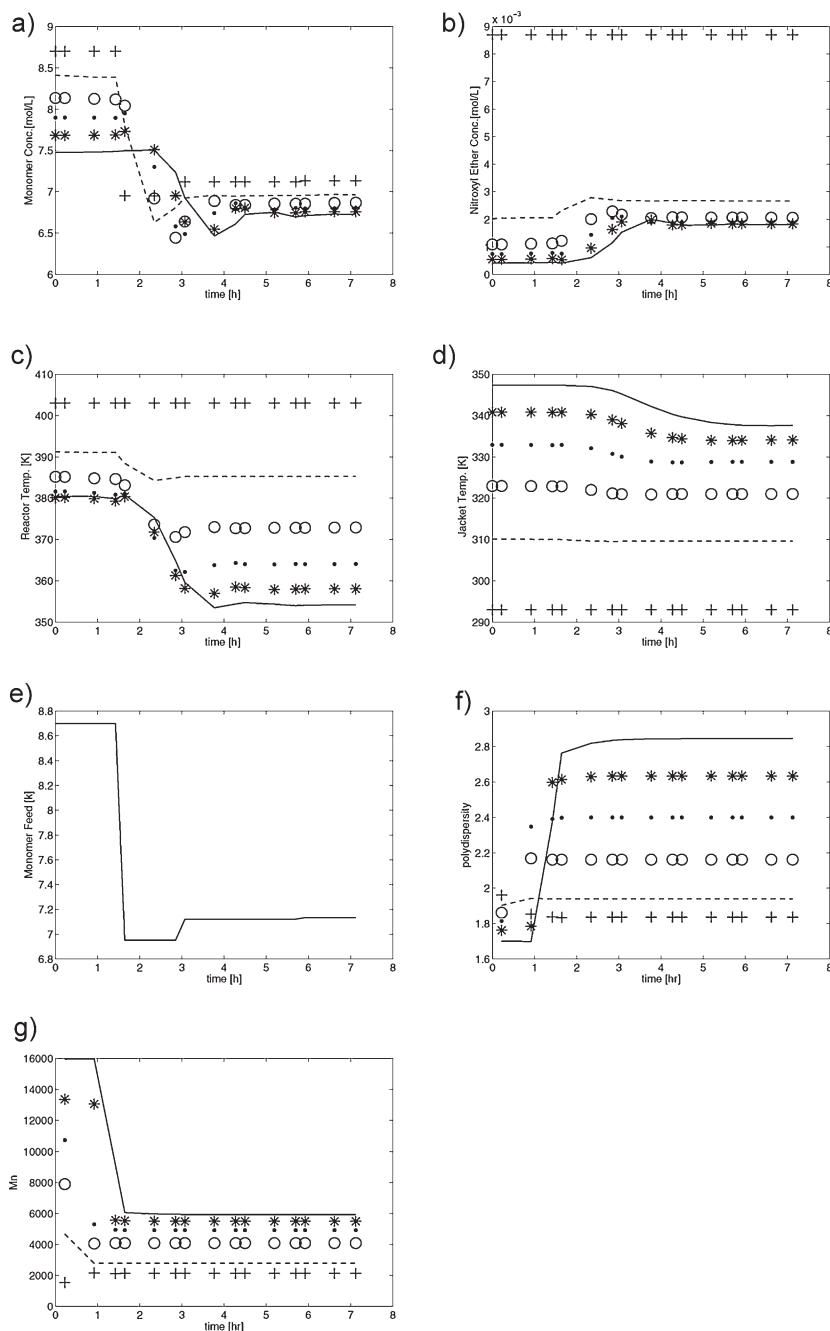 a)
9
8.5
8
7.5
7
6.5
6
Monomer Conc.[mol/L]
0 1 2 3 4 5 6 7 8
time [h]
b)
x 10⁻³
9
8
7
6
5
4
3
2
1
0
Nitroxyl Ether Conc.[mol/L]
0 1 2 3 4 5 6 7 8
time [h]
c)
410
400
390
380
370
360
350
Reactor Temp. [K]
0 1 2 3 4 5 6 7 8
time [h]
d)
350
340
330
320
310
300
290
Jacket Temp. [K]
0 1 2 3 4 5 6 7 8
time [h]
e)
8.8
8.6
8.4
8.2
8
7.8
7.6
7.4
7.2
7
6.8
Monomer Feed [k]
0 1 2 3 4 5 6 7 8
time [h]
f)
3
2.8
2.6
2.4
2.2
2
1.8
1.6
polydispersity
0 1 2 3 4 5 6 7 8
time [hr]
g)
16000
14000
12000
10000
8000
6000
4000
2000
0
Mn
0 1 2 3 4 5 6 7 8
time [hr]